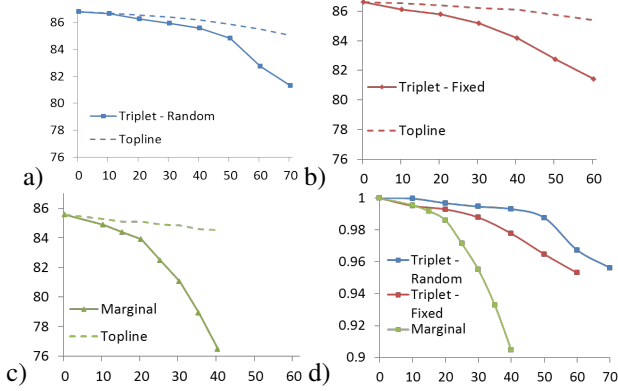 86
84
82
80
78
76
0 10 20 30 40 50 60 70
Triplet - Random
Topline
a)
86
84
82
80
78
76
0 10 20 30 40 50 60
Triplet - Fixed
Topline
b)
86
84
82
80
78
76
0 10 20 30 40 50 60
Marginal
Topline
c)
1
0.98
0.96
0.94
0.92
0.9
0 10 20 30 40 50 60 70
Triplet -
Random
Triplet -
Fixed
Marginal
d)